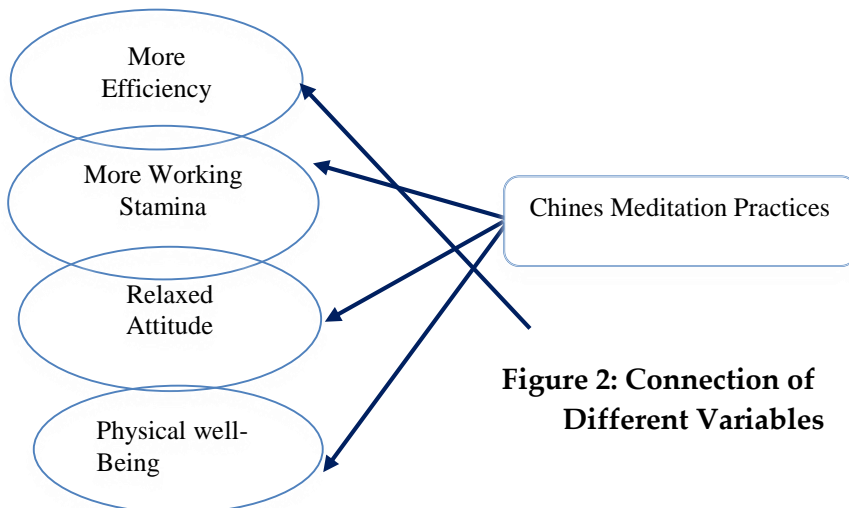 More
Efficiency
More Working
Stamina
Chines Meditation Practices
Relaxed
Attitude
Physical well-
Being
Figure 2: Connection of
Different Variables